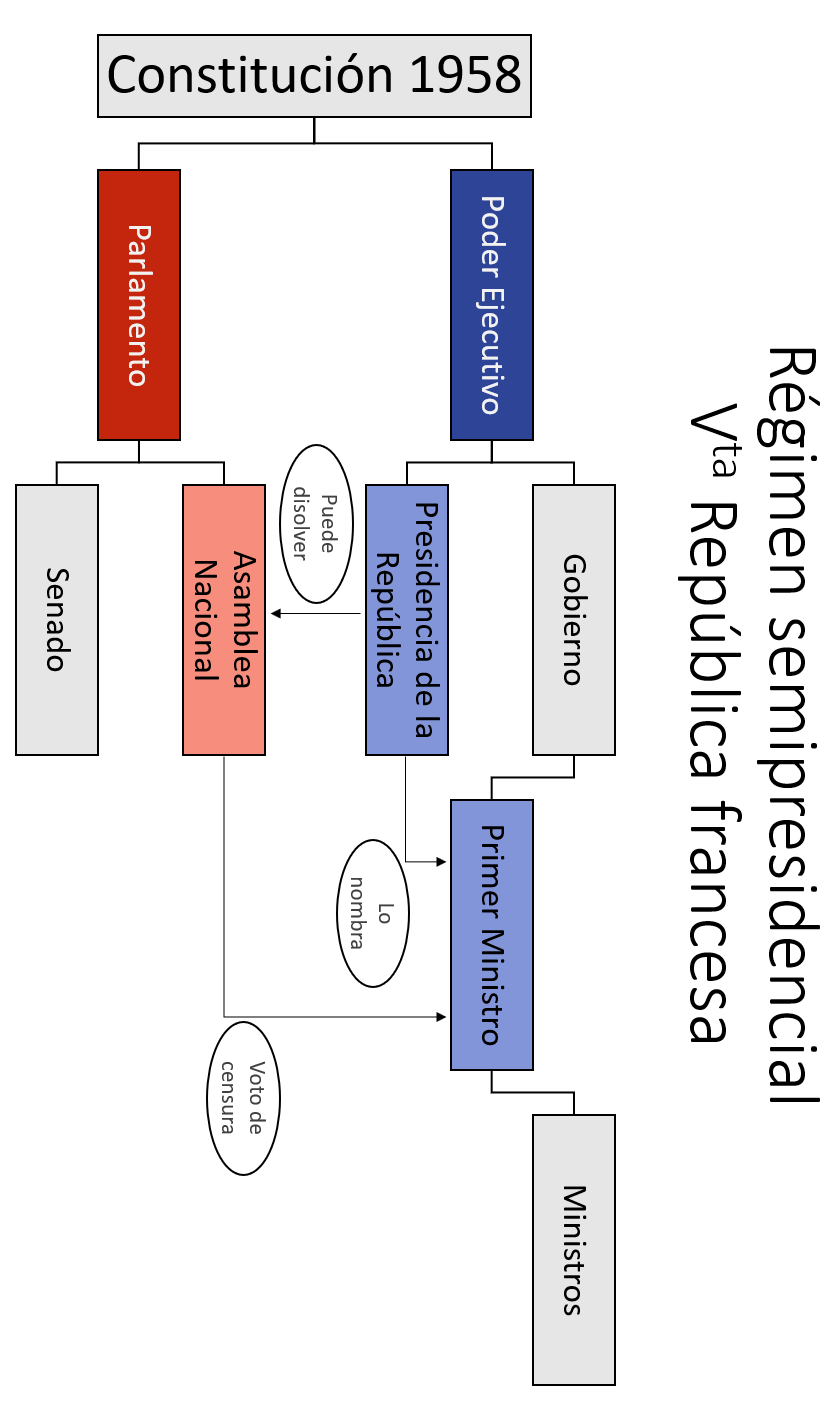 Régimen semipresidencial
Vta República francesa
Constitución 1958
Poder Ejecutivo
Parlamento
Gobierno
Presidencia de la
República
Asamblea
Nacional
Senado
Primer Ministro
Ministros
Puede
disolver
Lo
nombra
Voto de
censura